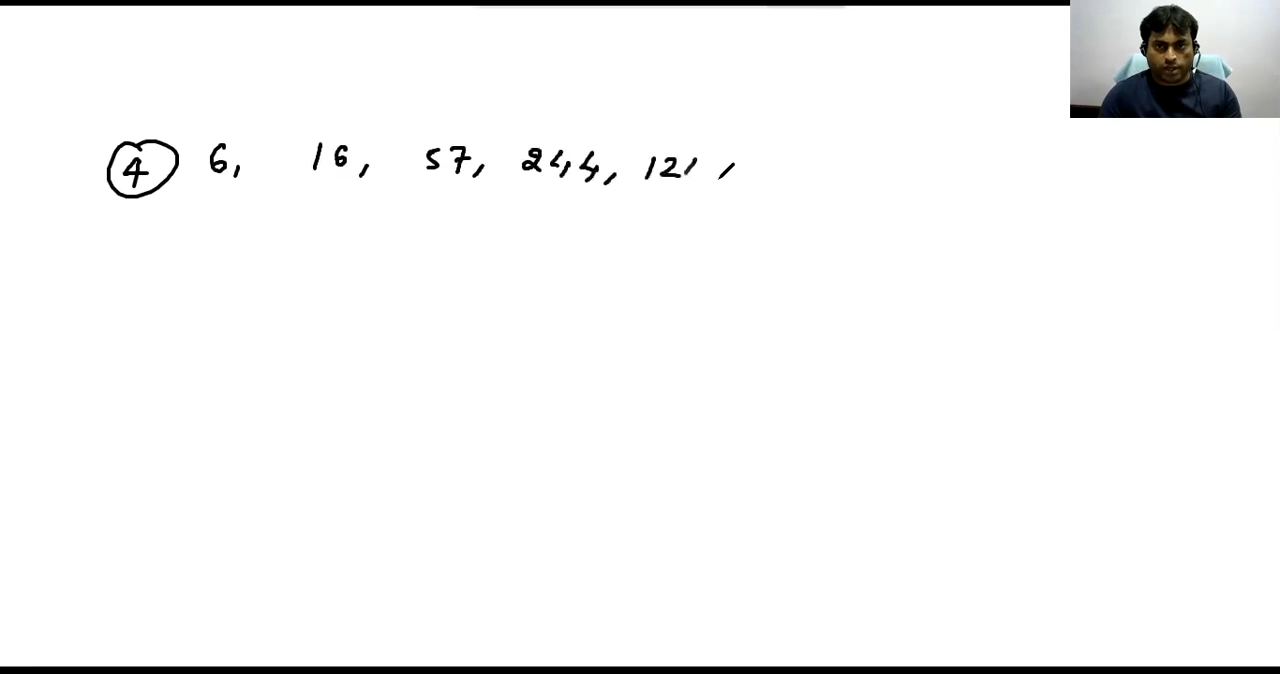 ④ 6, 16, 57, 244, 121,